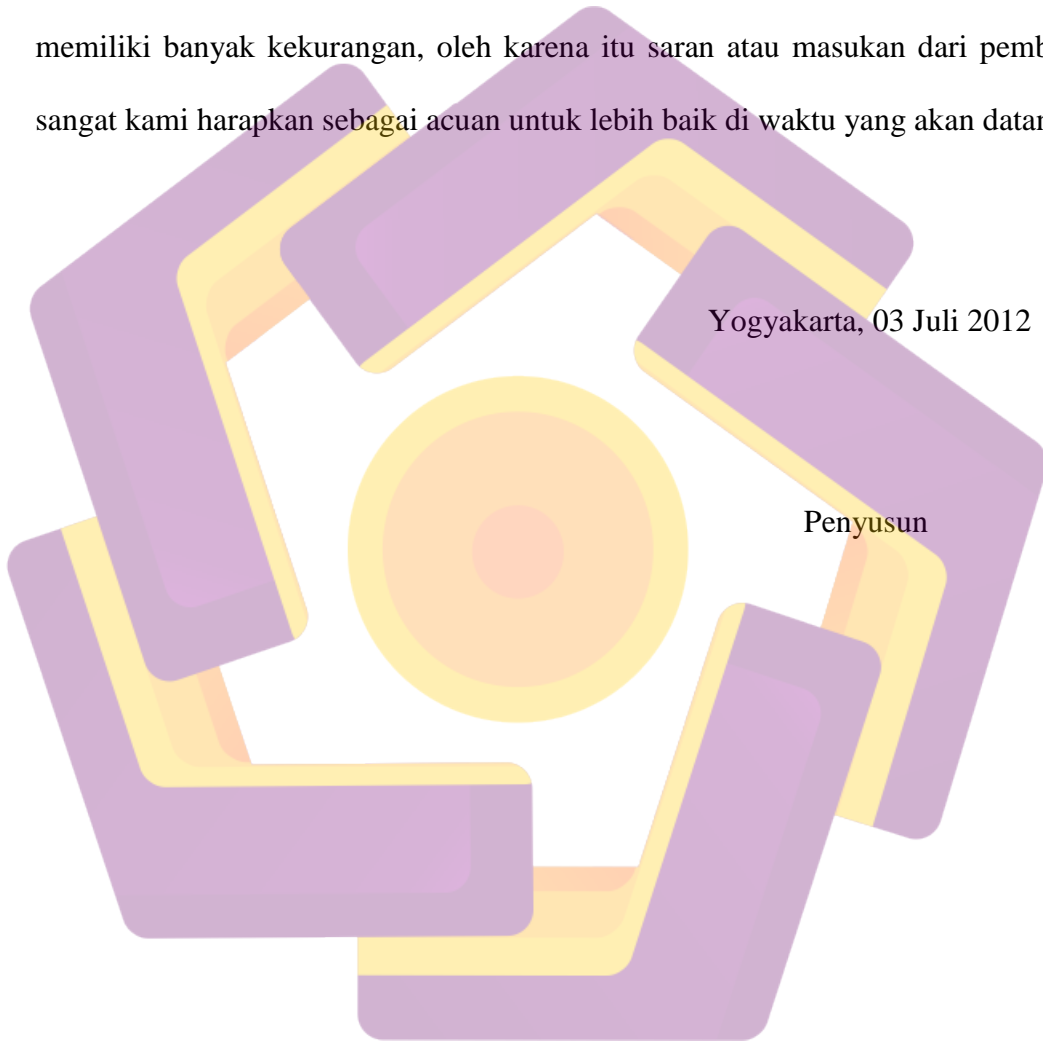 memiliki banyak kekurangan, oleh karena itu saran atau masukan dari pemb
sangat kami harapkan sebagai acuan untuk lebih baik di waktu yang akan datan
Yogyakarta, 03 Juli 2012
Penyusun